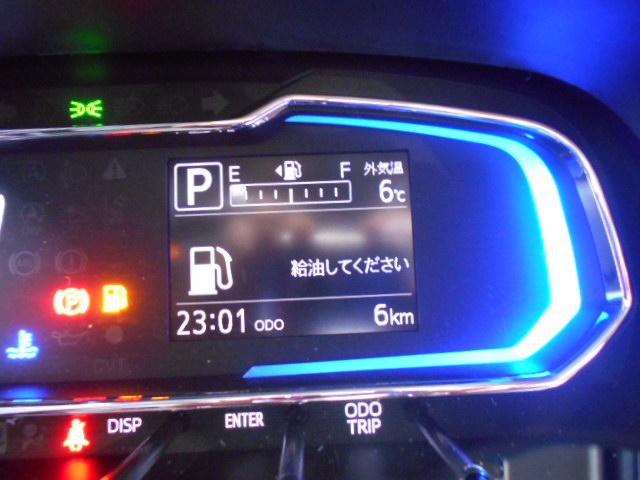 E F 外気温
P 6℃
給油してください
23:01 ODO 6km
P
CVT
DISP ENTER ODO
TRIP